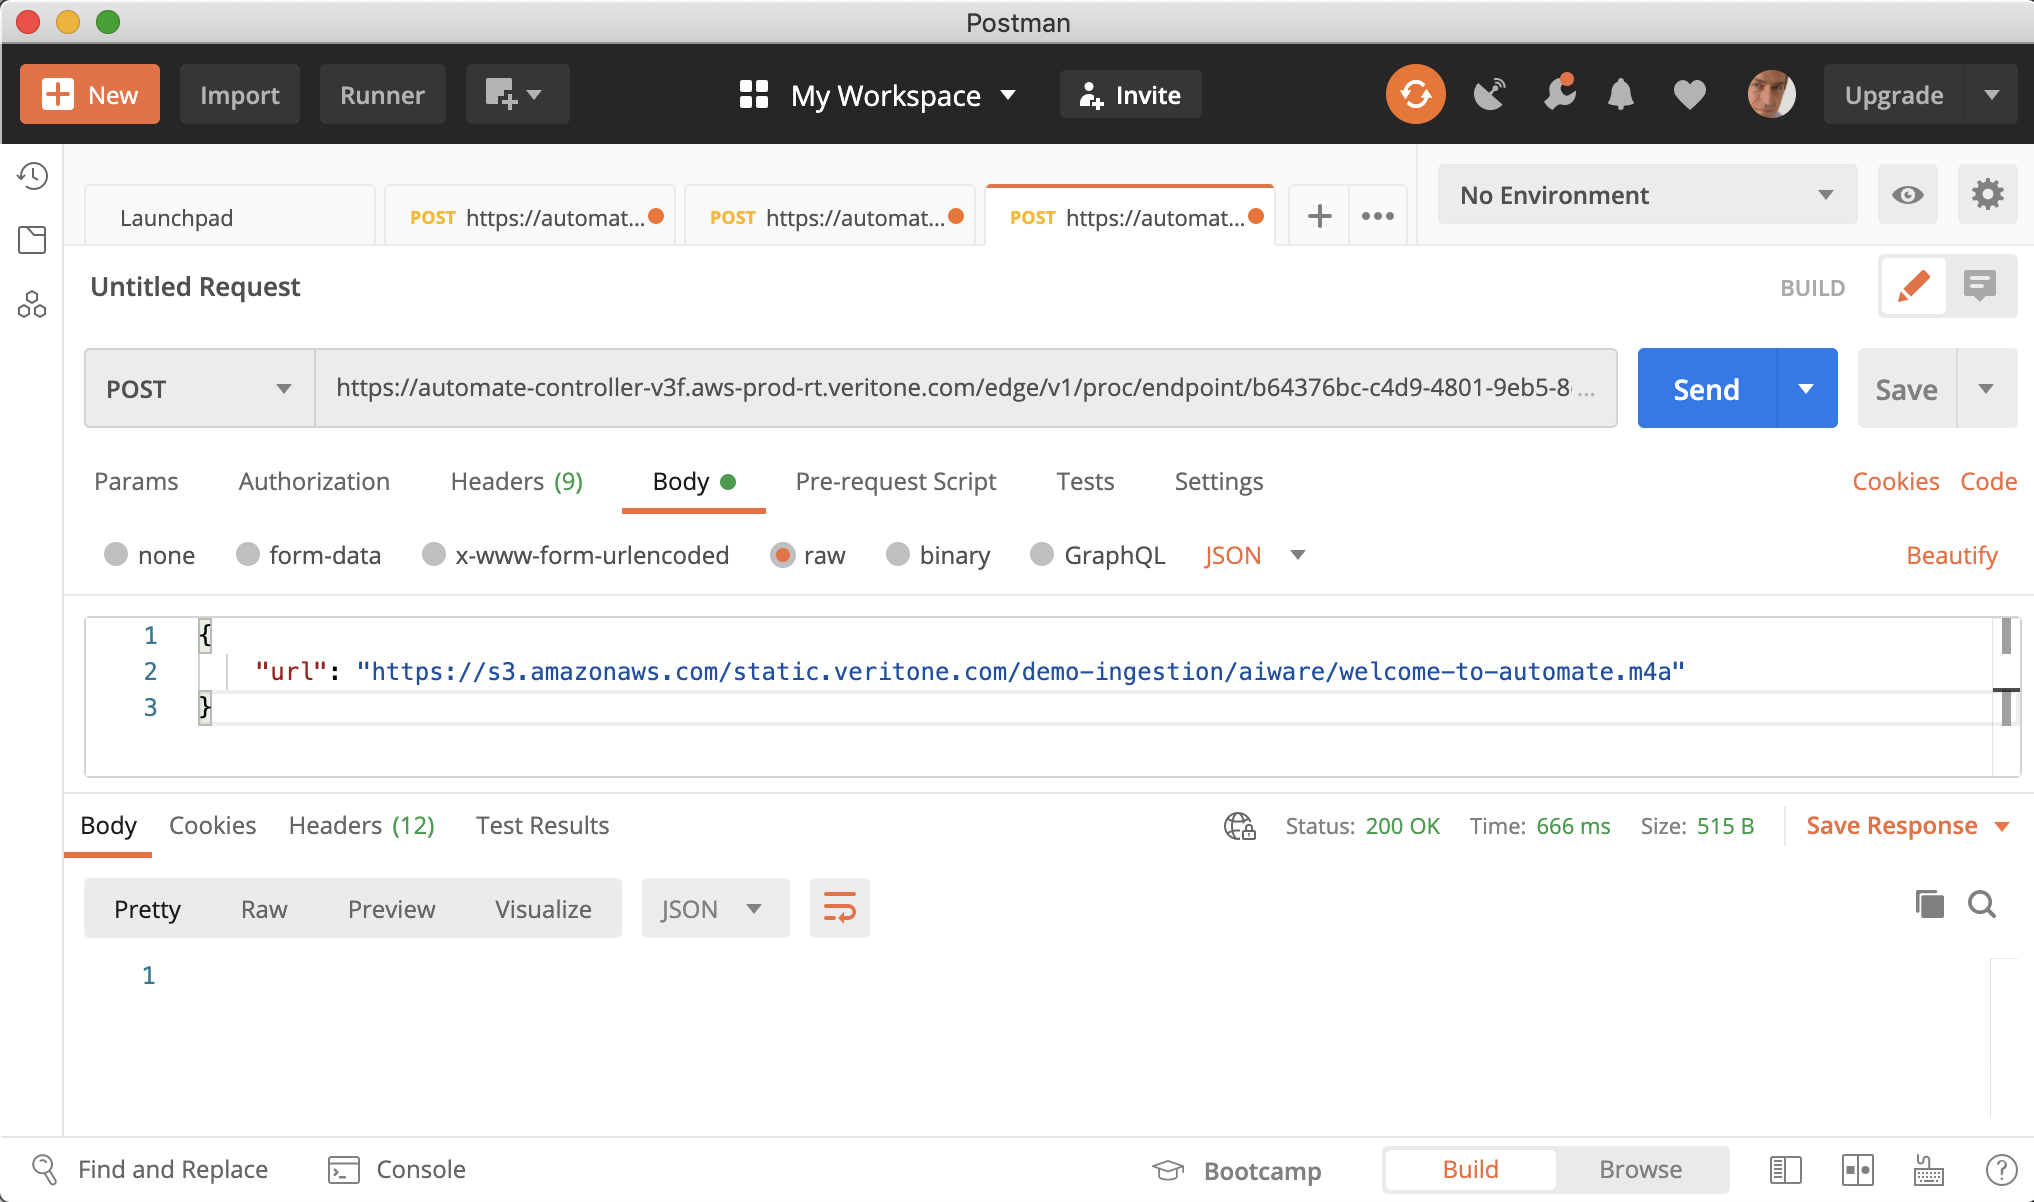 Postman
New Import Runner My Workspace Invite Upgrade
Launchpad POST https://automat... POST https://automat... POST https://automat... + ••• No Environment
Untitled Request BUILD
POST https://automate-controller-v3f.aws-prod-rt.veritone.com/edge/v1/proc/endpoint/b64376bc-c4d9-4801-9eb5-8 ... Send Save
Params Authorization Headers (9) Body Pre-request Script Tests Settings Cookies Code
none form-data x-www-form-urlencoded raw binary GraphQL JSON Beautify
1 {
2 "url": "https://s3.amazonaws.com/static.veritone.com/demo-ingestion/aiware/welcome-to-automate.m4a"
3 }
Body Cookies Headers (12) Test Results Status: 200 OK Time: 666 ms Size: 515 B Save Response
Pretty Raw Preview Visualize JSON
1
Find and Replace Console Bootcamp Build Browse ?